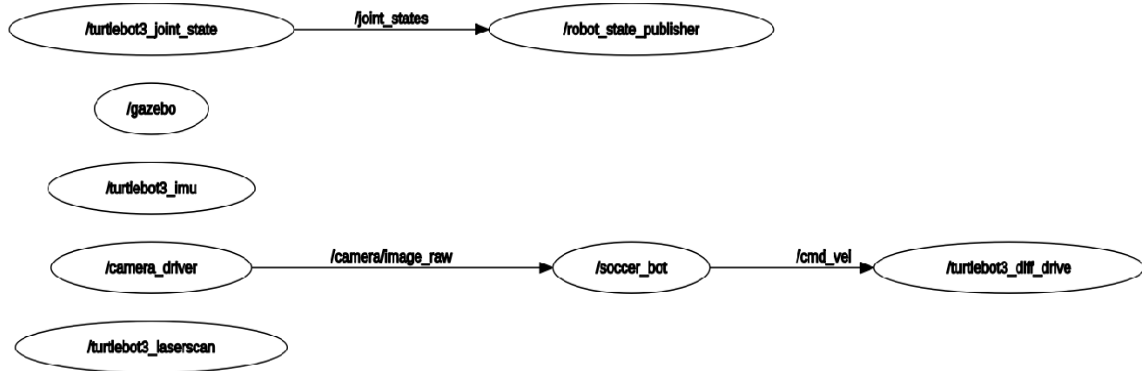 /turtlebot3_joint_state
/joint_states
/robot_state_publisher
/gazebo
/turtlebot3_imu
/camera_driver
/camera/image_raw
/soccer_bot
/cmd_vel
/turtlebot3_diff_drive
/turtlebot3_laserscan